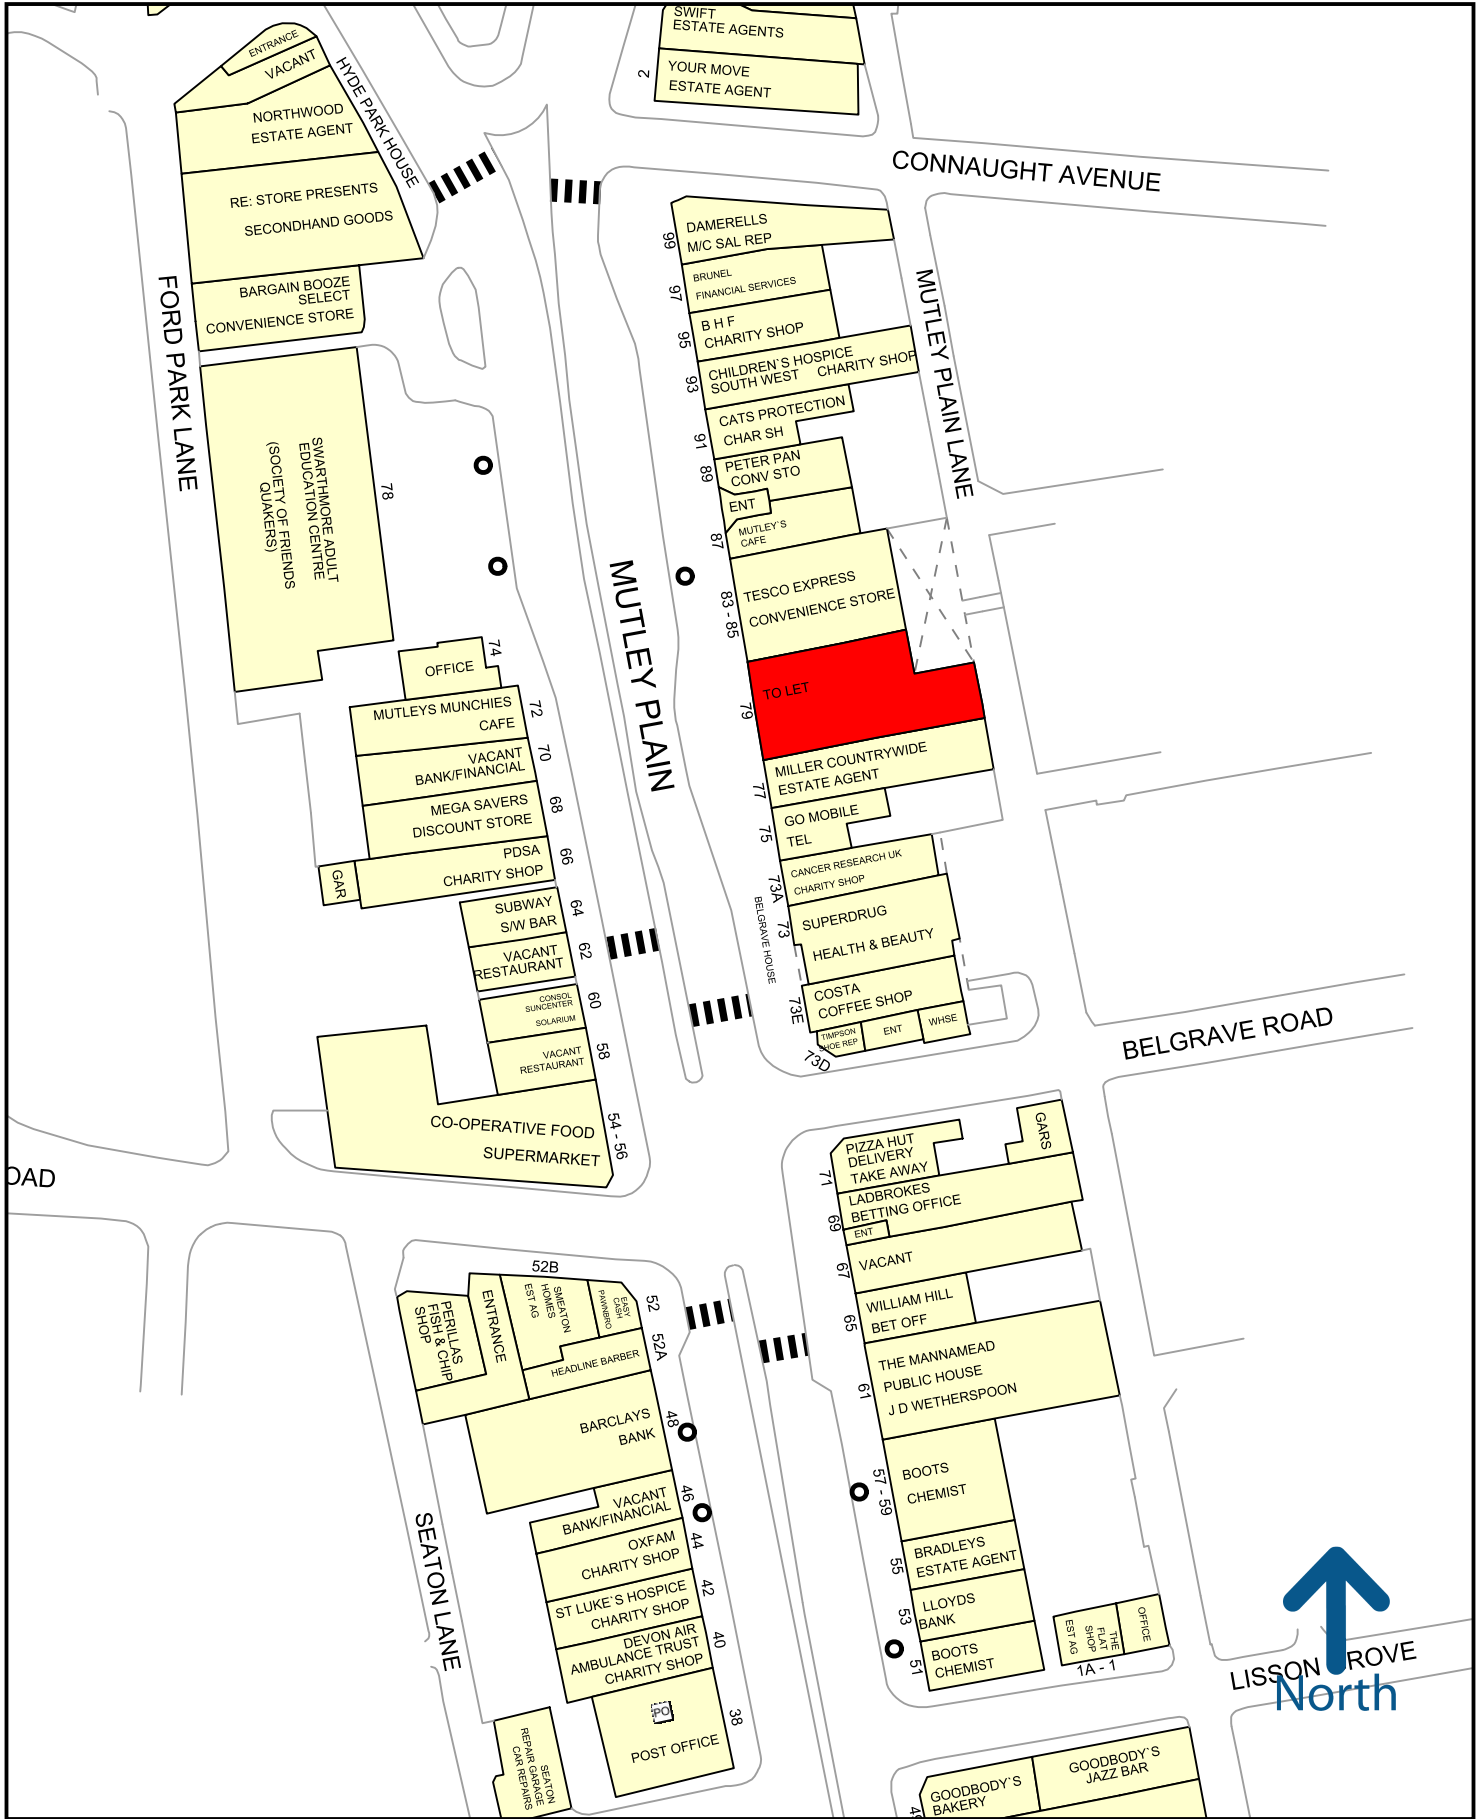 SWIFT
ESTATE AGENTS
2
YOUR MOVE
ESTATE AGENT
ENTRANCE
VACANT
HYDE PARK HOUSE
NORTHWOOD
ESTATE AGENT
RE: STORE PRESENTS
SECONDHAND GOODS
BARGAIN BOOZE
SELECT
CONVENIENCE STORE
FORD PARK LANE
CONNAUGHT AVENUE
MUTLEY PLAIN LANE
99
DAMERELLS
M/C SAL REP
97
BRUNEL
FINANCIAL SERVICES
95
B H F
CHARITY SHOP
93
CHILDREN`S HOSPICE
SOUTH WEST CHARITY SHOP
91
CATS PROTECTION
CHAR SH
89
PETER PAN
CONV STO
ENT
87
MUTLEY`S
CAFE
83 - 85
TESCO EXPRESS
CONVENIENCE STORE
79
TO LET
77
MILLER COUNTRYWIDE
ESTATE AGENT
75
GO MOBILE
TEL
73A
CANCER RESEARCH UK
CHARITY SHOP
73
SUPERDRUG
HEALTH & BEAUTY
BELGRAVE HOUSE
73E
COSTA
COFFEE SHOP
TIMPSON
SHOE REP
ENT
WHSE
73D
MUTLEY PLAIN
SWARTHMORE ADULT
EDUCATION CENTRE
(SOCIETY OF FRIENDS
QUAKERS)
78
OFFICE
74
MUTLEYS MUNCHIES
CAFE
72
VACANT
BANK/FINANCIAL
70
MEGA SAVERS
DISCOUNT STORE
68
PDSA
CHARITY SHOP
66
GAR
SUBWAY
S/W BAR
64
VACANT
RESTAURANT
62
CONSOL
SUNCENTER
SOLARIUM
60
VACANT
RESTAURANT
58
CO-OPERATIVE FOOD
SUPERMARKET
54 - 56
OAD
BELGRAVE ROAD
71
PIZZA HUT
DELIVERY
TAKE AWAY
GARS
69
LADBROKES
BETTING OFFICE
ENT
67
VACANT
65
WILLIAM HILL
BET OFF
61
THE MANNAMEAD
PUBLIC HOUSE
J D WETHERSPOON
57 - 59
BOOTS
CHEMIST
55
BRADLEYS
ESTATE AGENT
53
LLOYDS
BANK
51
BOOTS
CHEMIST
THE
FLAT
SHOP
EST AG
OFFICE
1A - 1
52B
PERILLAS
FISH & CHIP
SHOP
ENTRANCE
SMEATON
HOMES
EST AG
EASY
CASH
PAWNBRO
52
52A
HEADLINE BARBER
BARCLAYS
BANK
48
VACANT
BANK/FINANCIAL
46
OXFAM
CHARITY SHOP
44
ST LUKE`S HOSPICE
CHARITY SHOP
42
DEVON AIR
AMBULANCE TRUST
CHARITY SHOP
40
PO
POST OFFICE
38
SEATON LANE
SEATON
REPAIR GARAGE
CAR REPAIRS
LISSON GROVE
North
GOODBODY`S
BAKERY
GOODBODY`S
JAZZ BAR